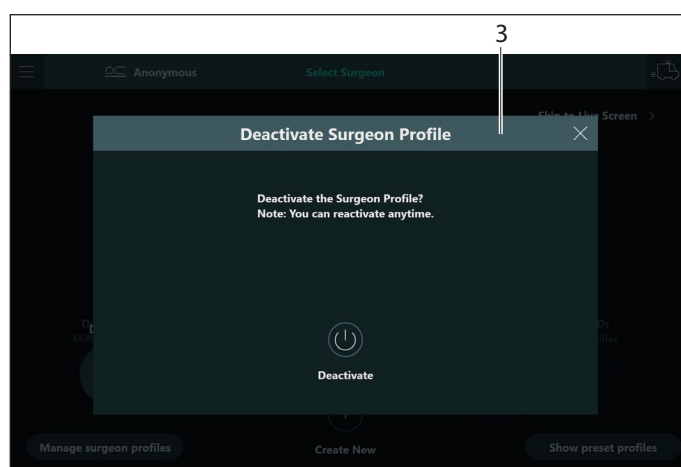 3
Anonymous
Select Surgeon
Skip to Live Screen >
Deactivate Surgeon Profile
Deactivate the Surgeon Profile?
Note: You can reactivate anytime.
Dr
Deactivate
Manage surgeon profiles
Create New
Show preset profiles